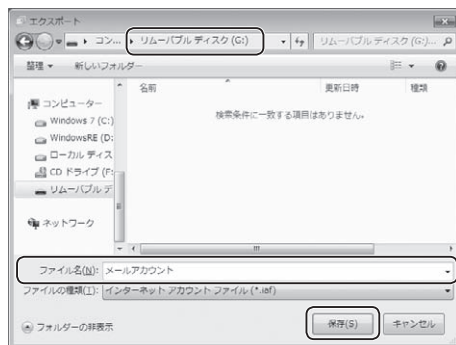 エクスポート
コン... ▸ リムーバブル ディスク (G:)
リムーバブル ディスク (G:)...
整理 ▼ 新しいフォルダー
名前 更新日時 種類
検索条件に一致する項目はありません。
コンピューター
Windows 7 (C:)
WindowsRE (D:
ローカル ディス
CD ドライブ (F:
リムーバブル デ
ネットワーク
ファイル名(N): メールアカウント
ファイルの種類(T): インターネット アカウント ファイル (*.iaf)
フォルダーの非表示 保存(S) キャンセル